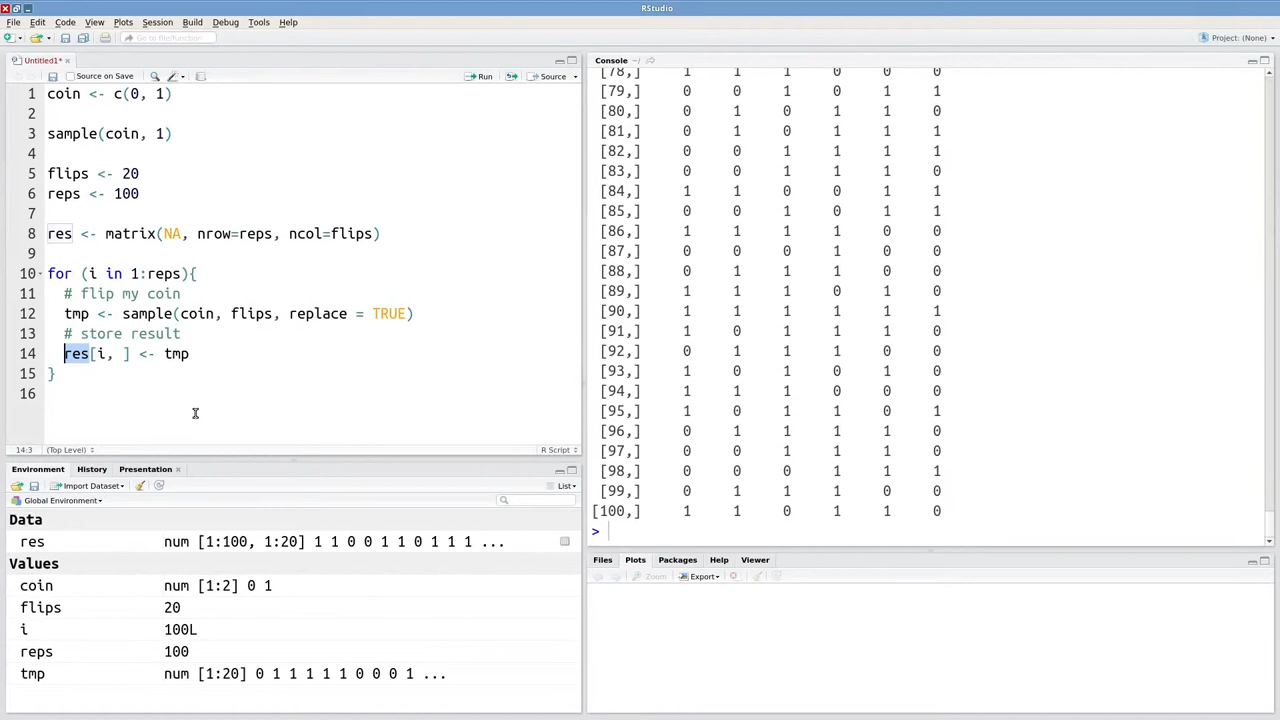 RStudio
File Edit Code View Plots Session Build Debug Tools Help
Go to file/function
Project: (None)
Untitled1*
Source on Save
Run
Source
1 coin <- c(0, 1)
2
3 sample(coin, 1)
4
5 flips <- 20
6 reps <- 100
7
8 res <- matrix(NA, nrow=reps, ncol=flips)
9
10 for (i in 1:reps){
11 # flip my coin
12 tmp <- sample(coin, flips, replace = TRUE)
13 # store result
14 res[i, ] <- tmp
15 }
16
14:3 (Top Level) R Script
Environment History Presentation
Import Dataset List
Global Environment
Data
res num [1:100, 1:20] 1 1 0 0 1 1 0 1 1 1 ...
Values
coin num [1:2] 0 1
flips 20
i 100L
reps 100
tmp num [1:20] 0 1 1 1 1 1 0 0 0 1 ...
Console ~/
[78,] 1 1 1 0 0 0
[79,] 0 0 1 0 1 1
[80,] 0 1 0 1 1 0
[81,] 0 1 0 1 1 1
[82,] 0 0 1 1 1 1
[83,] 0 0 1 1 1 0
[84,] 1 1 0 0 1 1
[85,] 0 0 1 0 1 1
[86,] 1 1 1 1 0 0
[87,] 0 0 0 1 0 0
[88,] 0 1 1 1 0 0
[89,] 1 1 1 0 1 0
[90,] 1 1 1 1 1 1
[91,] 1 0 1 1 1 0
[92,] 0 1 1 1 0 0
[93,] 1 0 1 0 1 0
[94,] 1 1 1 0 0 0
[95,] 1 0 1 1 0 1
[96,] 0 1 1 1 1 0
[97,] 0 0 1 1 1 0
[98,] 0 0 0 1 1 1
[99,] 0 1 1 1 0 0
[100,] 1 1 0 1 1 0
>
Files Plots Packages Help Viewer
Zoom Export